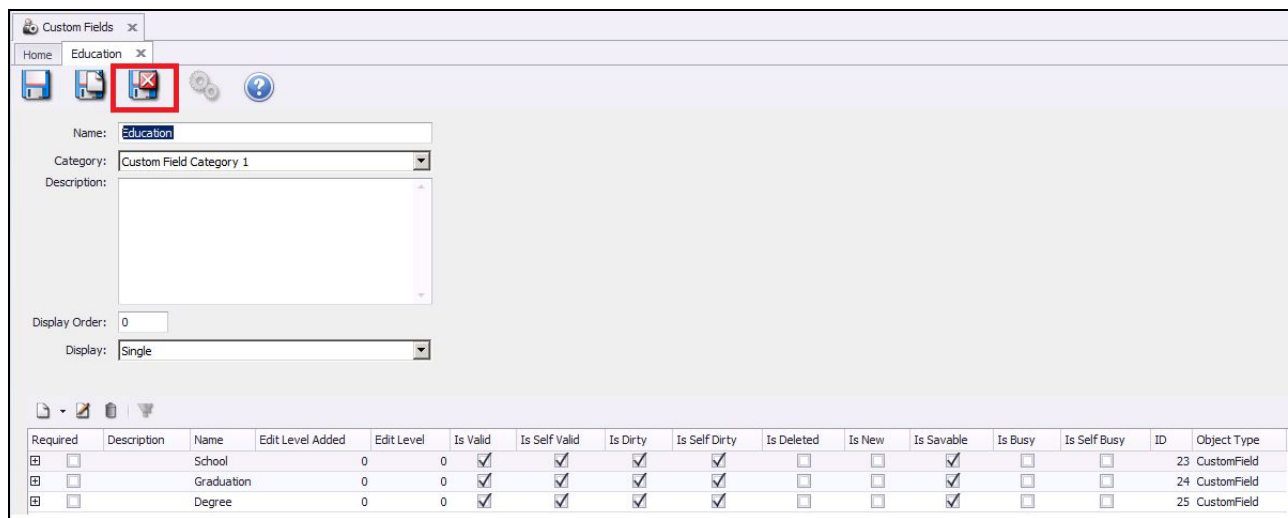 Custom Fields
Home Education
Name: Education
Category: Custom Field Category 1
Description:
Display Order: 0
Display: Single
Required Description Name Edit Level Added Edit Level Is Valid Is Self Valid Is Dirty Is Self Dirty Is Deleted Is New Is Savable Is Busy Is Self Busy ID Object Type
School 0 0 23 CustomField
Graduation 0 0 24 CustomField
Degree 0 0 25 CustomField